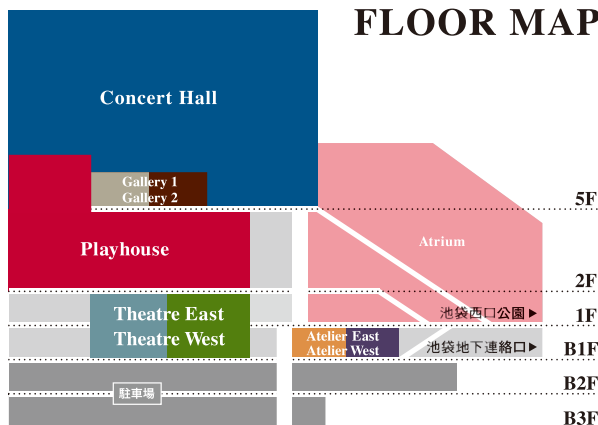 FLOOR MAP
Concert Hall
Gallery 1
Gallery 2
5F
Playhouse
Atrium
2F
Theatre East
Theatre West
池袋西口公園▶
1F
Atelier East
Atelier West
池袋地下連絡口▶
B1F
B2F
駐車場
B3F